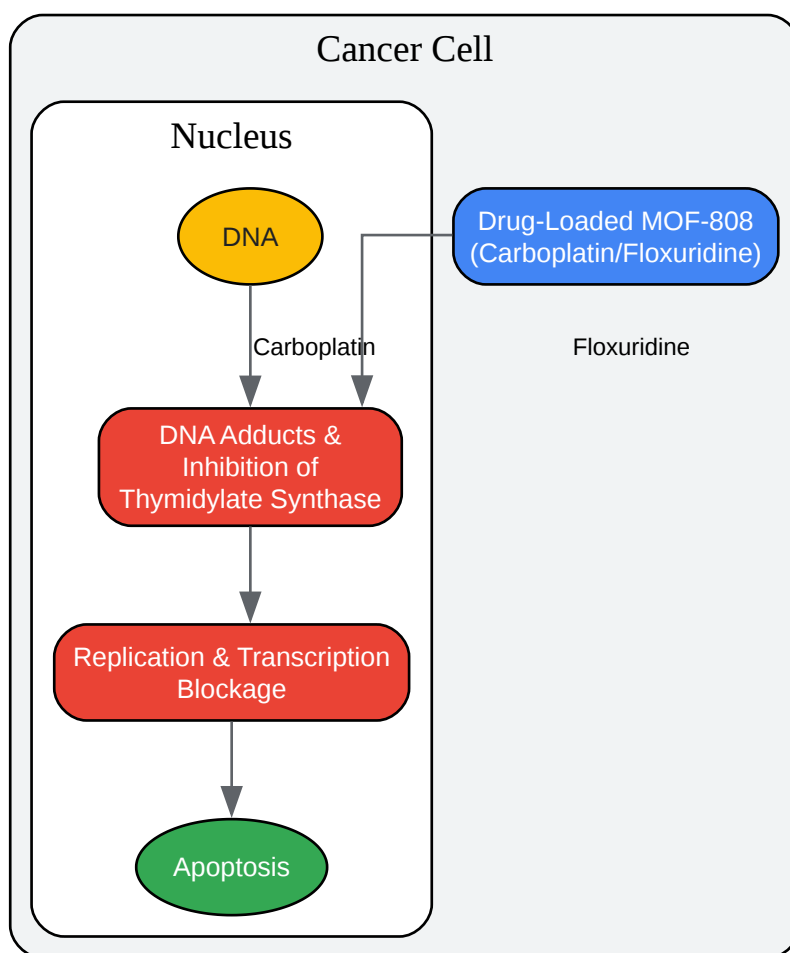 Cancer Cell
Nucleus
DNA
Drug-Loaded MOF-808
(Carboplatin/Floxuridine)
Carboplatin
Floxuridine
DNA Adducts &
Inhibition of
Thymidylate Synthase
Replication & Transcription
Blockage
Apoptosis